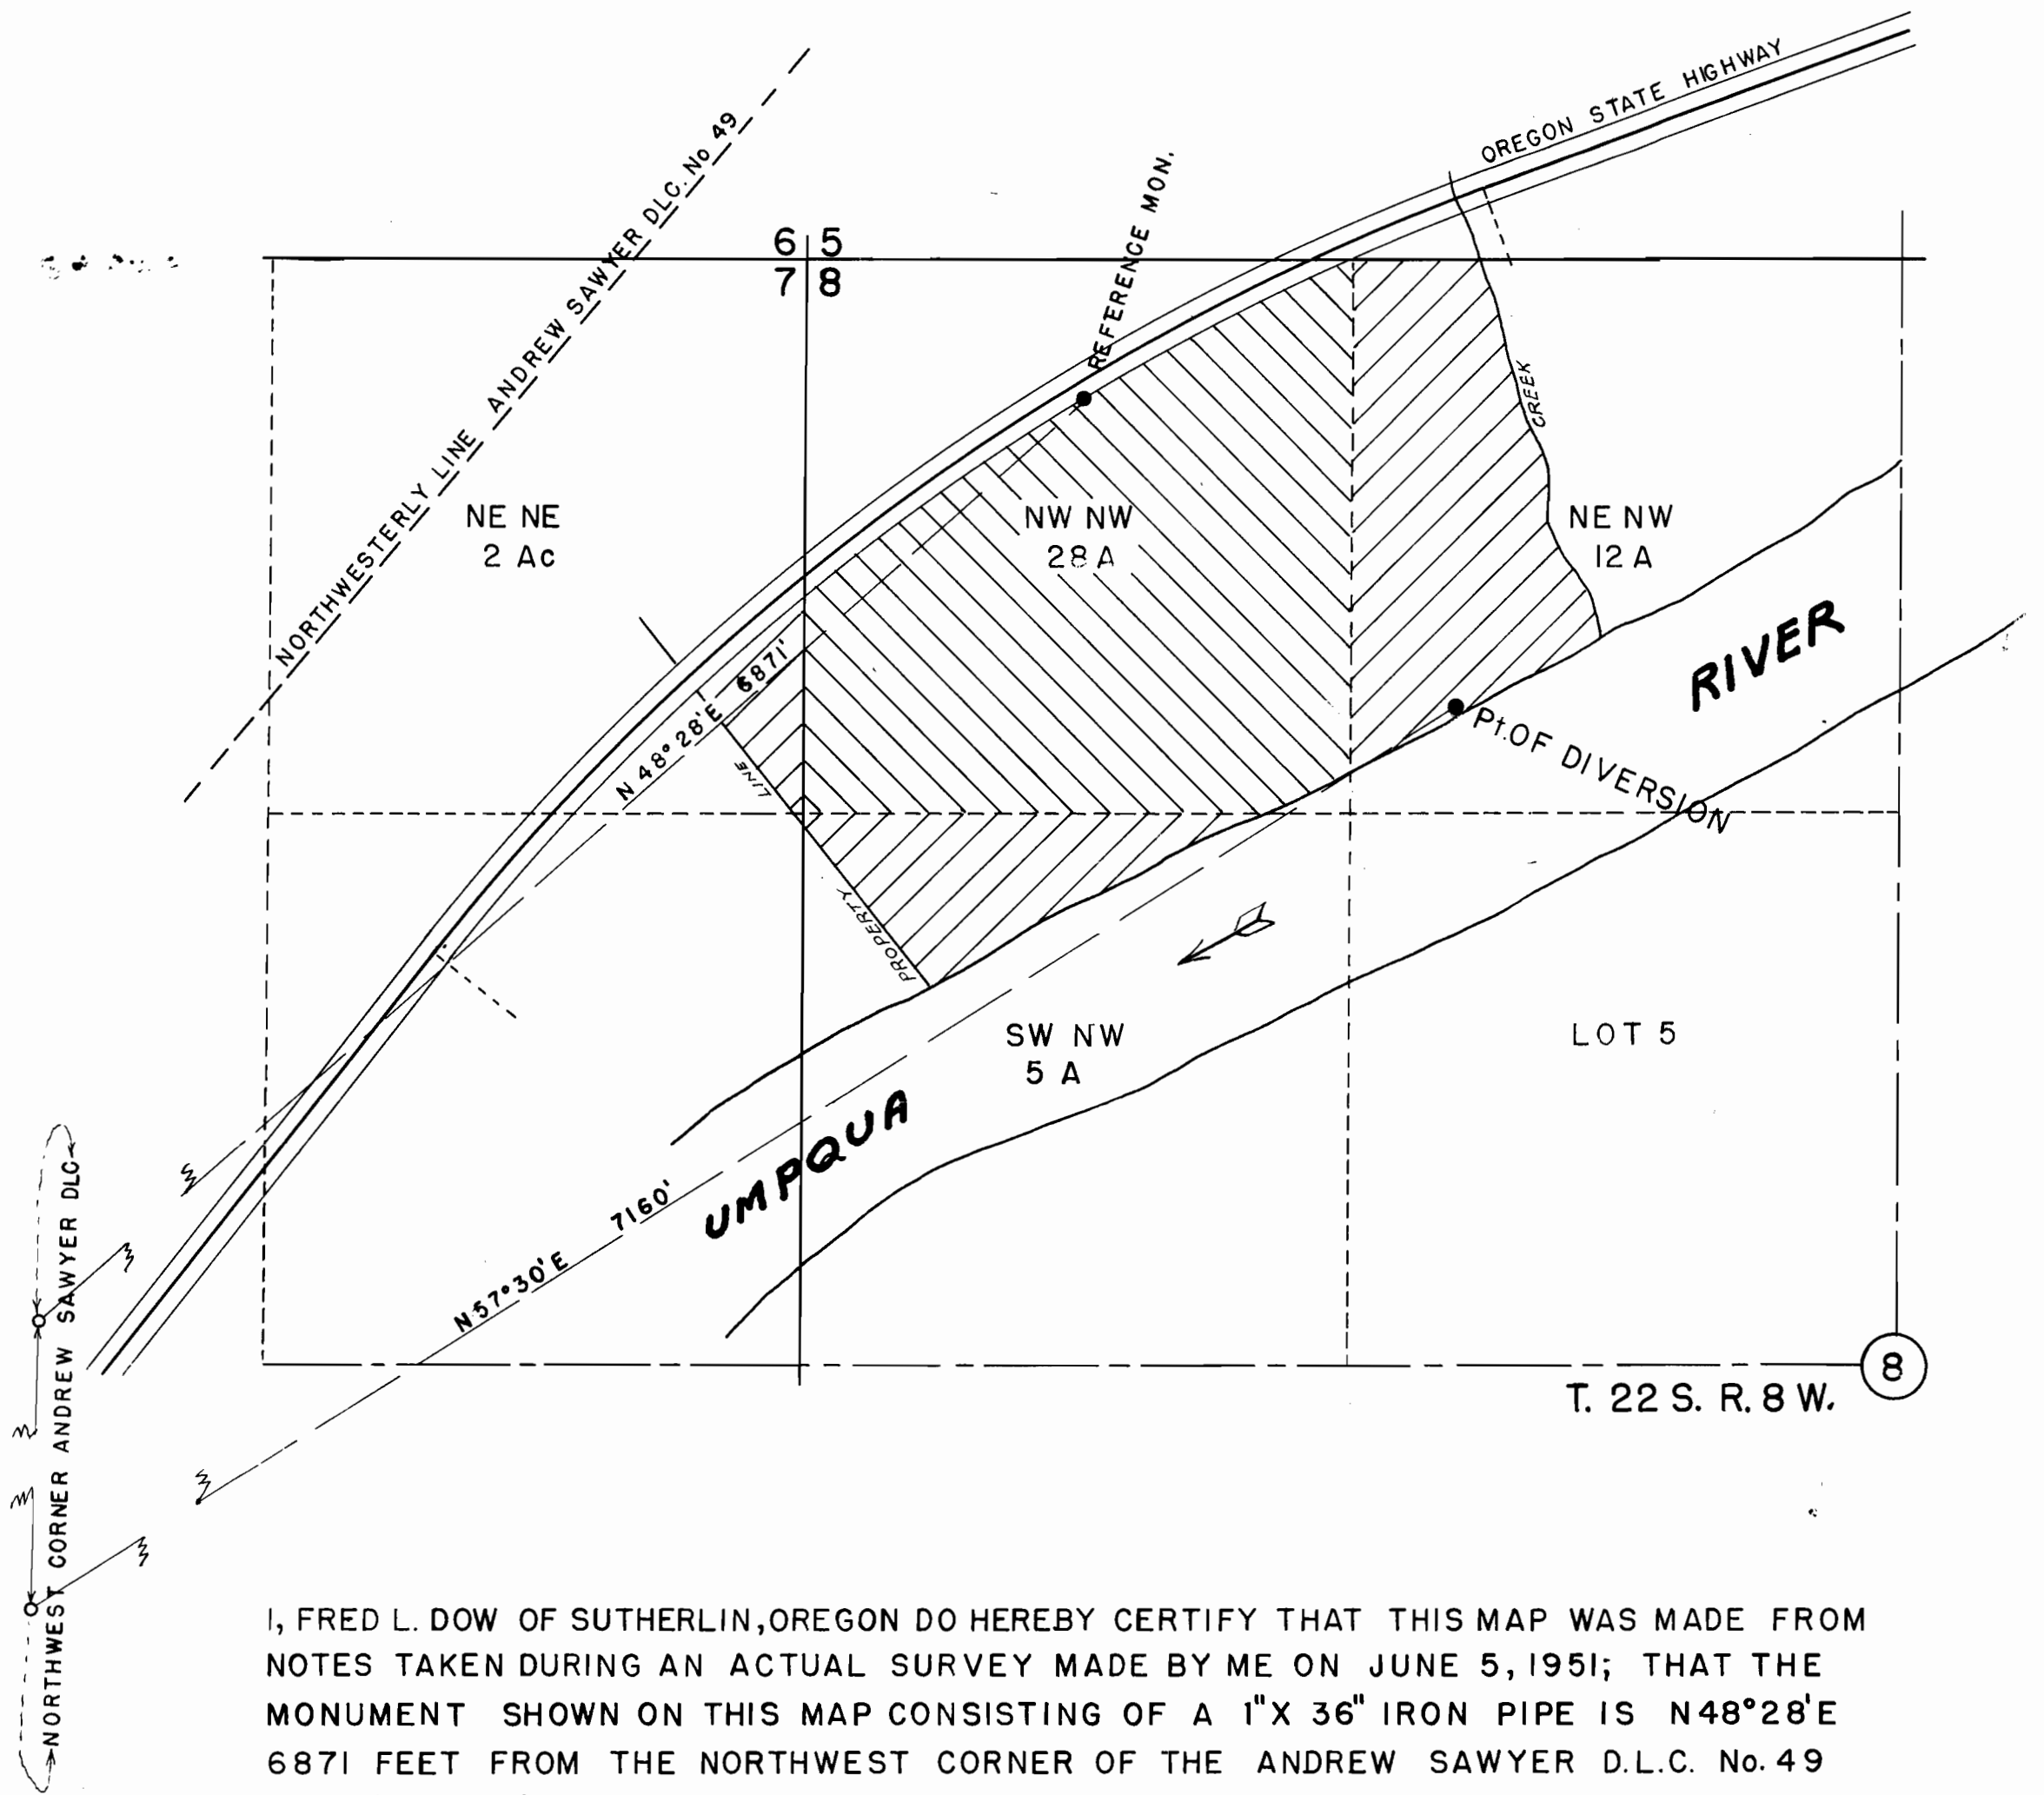 OREGON STATE HIGHWAY
NORTHWESTERLY LINE ANDREW SAWYER DLC. No 49
REFERENCE MON.
6 5
7 8
CREEK
NE NE
2 Ac
NW NW
28 A
NE NW
12 A
RIVER
N 48° 28' E 6871'
LINE
PROPERTY
Pt. OF DIVERSION
SW NW
5 A
LOT 5
UMPQUA
N 57° 30' E 7160'
8
T. 22 S. R. 8 W.
NORTHWEST CORNER ANDREW SAWYER DLC
I, FRED L. DOW OF SUTHERLIN, OREGON DO HEREBY CERTIFY THAT THIS MAP WAS MADE FROM
NOTES TAKEN DURING AN ACTUAL SURVEY MADE BY ME ON JUNE 5, 1951; THAT THE
MONUMENT SHOWN ON THIS MAP CONSISTING OF A 1" X 36" IRON PIPE IS N 48° 28' E
6871 FEET FROM THE NORTHWEST CORNER OF THE ANDREW SAWYER D.L.C. No. 49